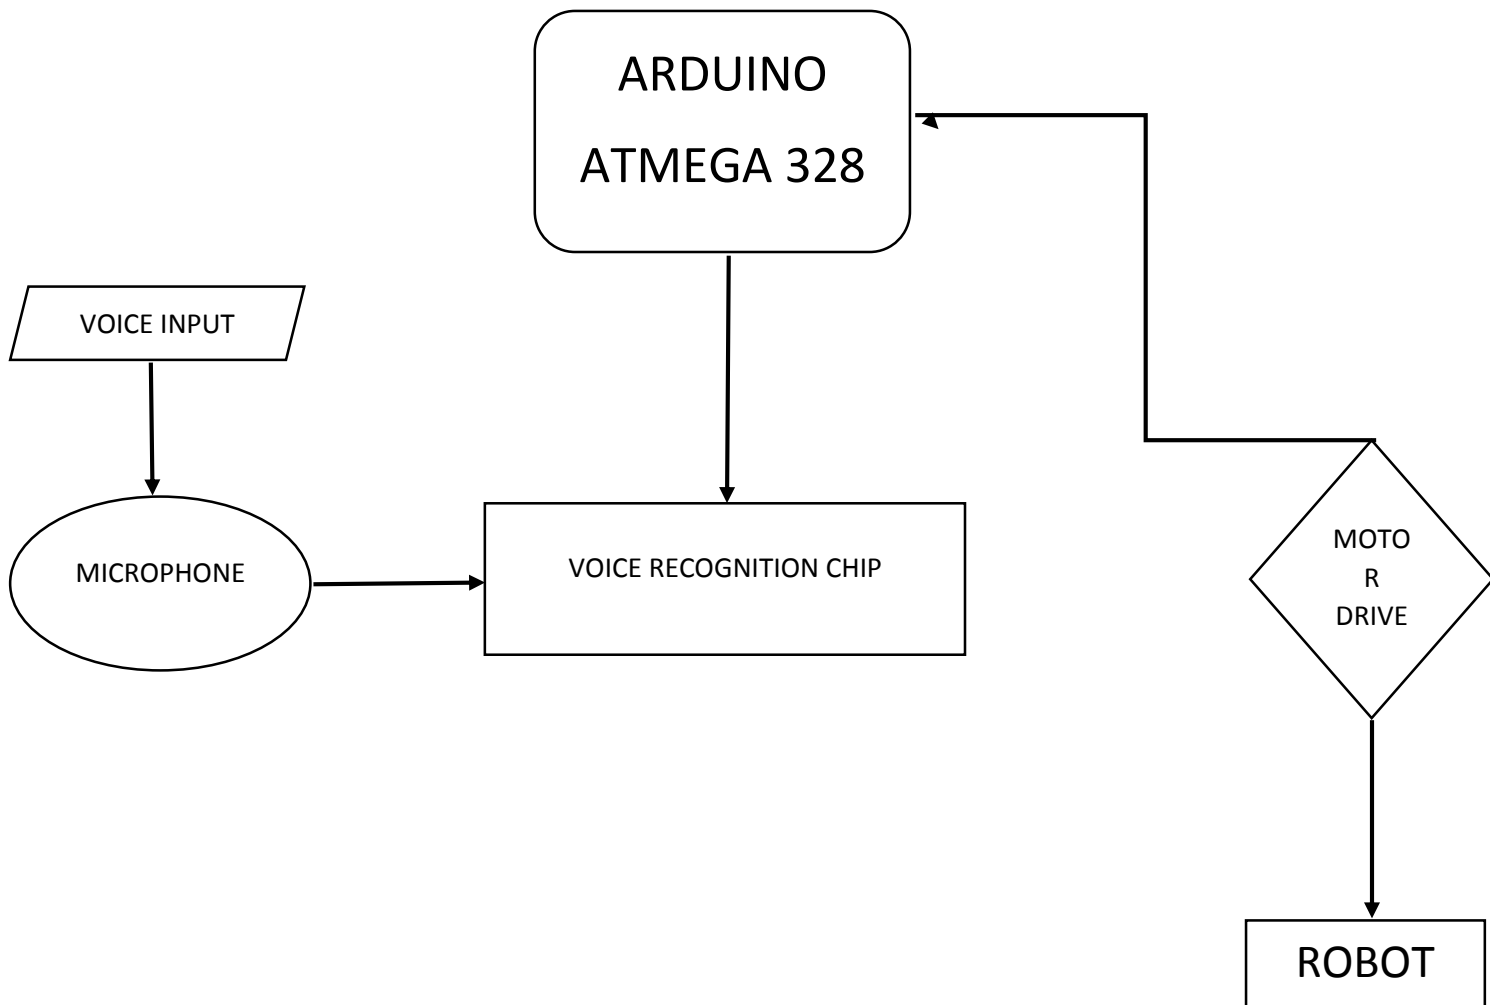 ARDUINO
ATMEGA 328
VOICE INPUT
MICROPHONE
VOICE RECOGNITION CHIP
MOTO
R
DRIVE
ROBOT